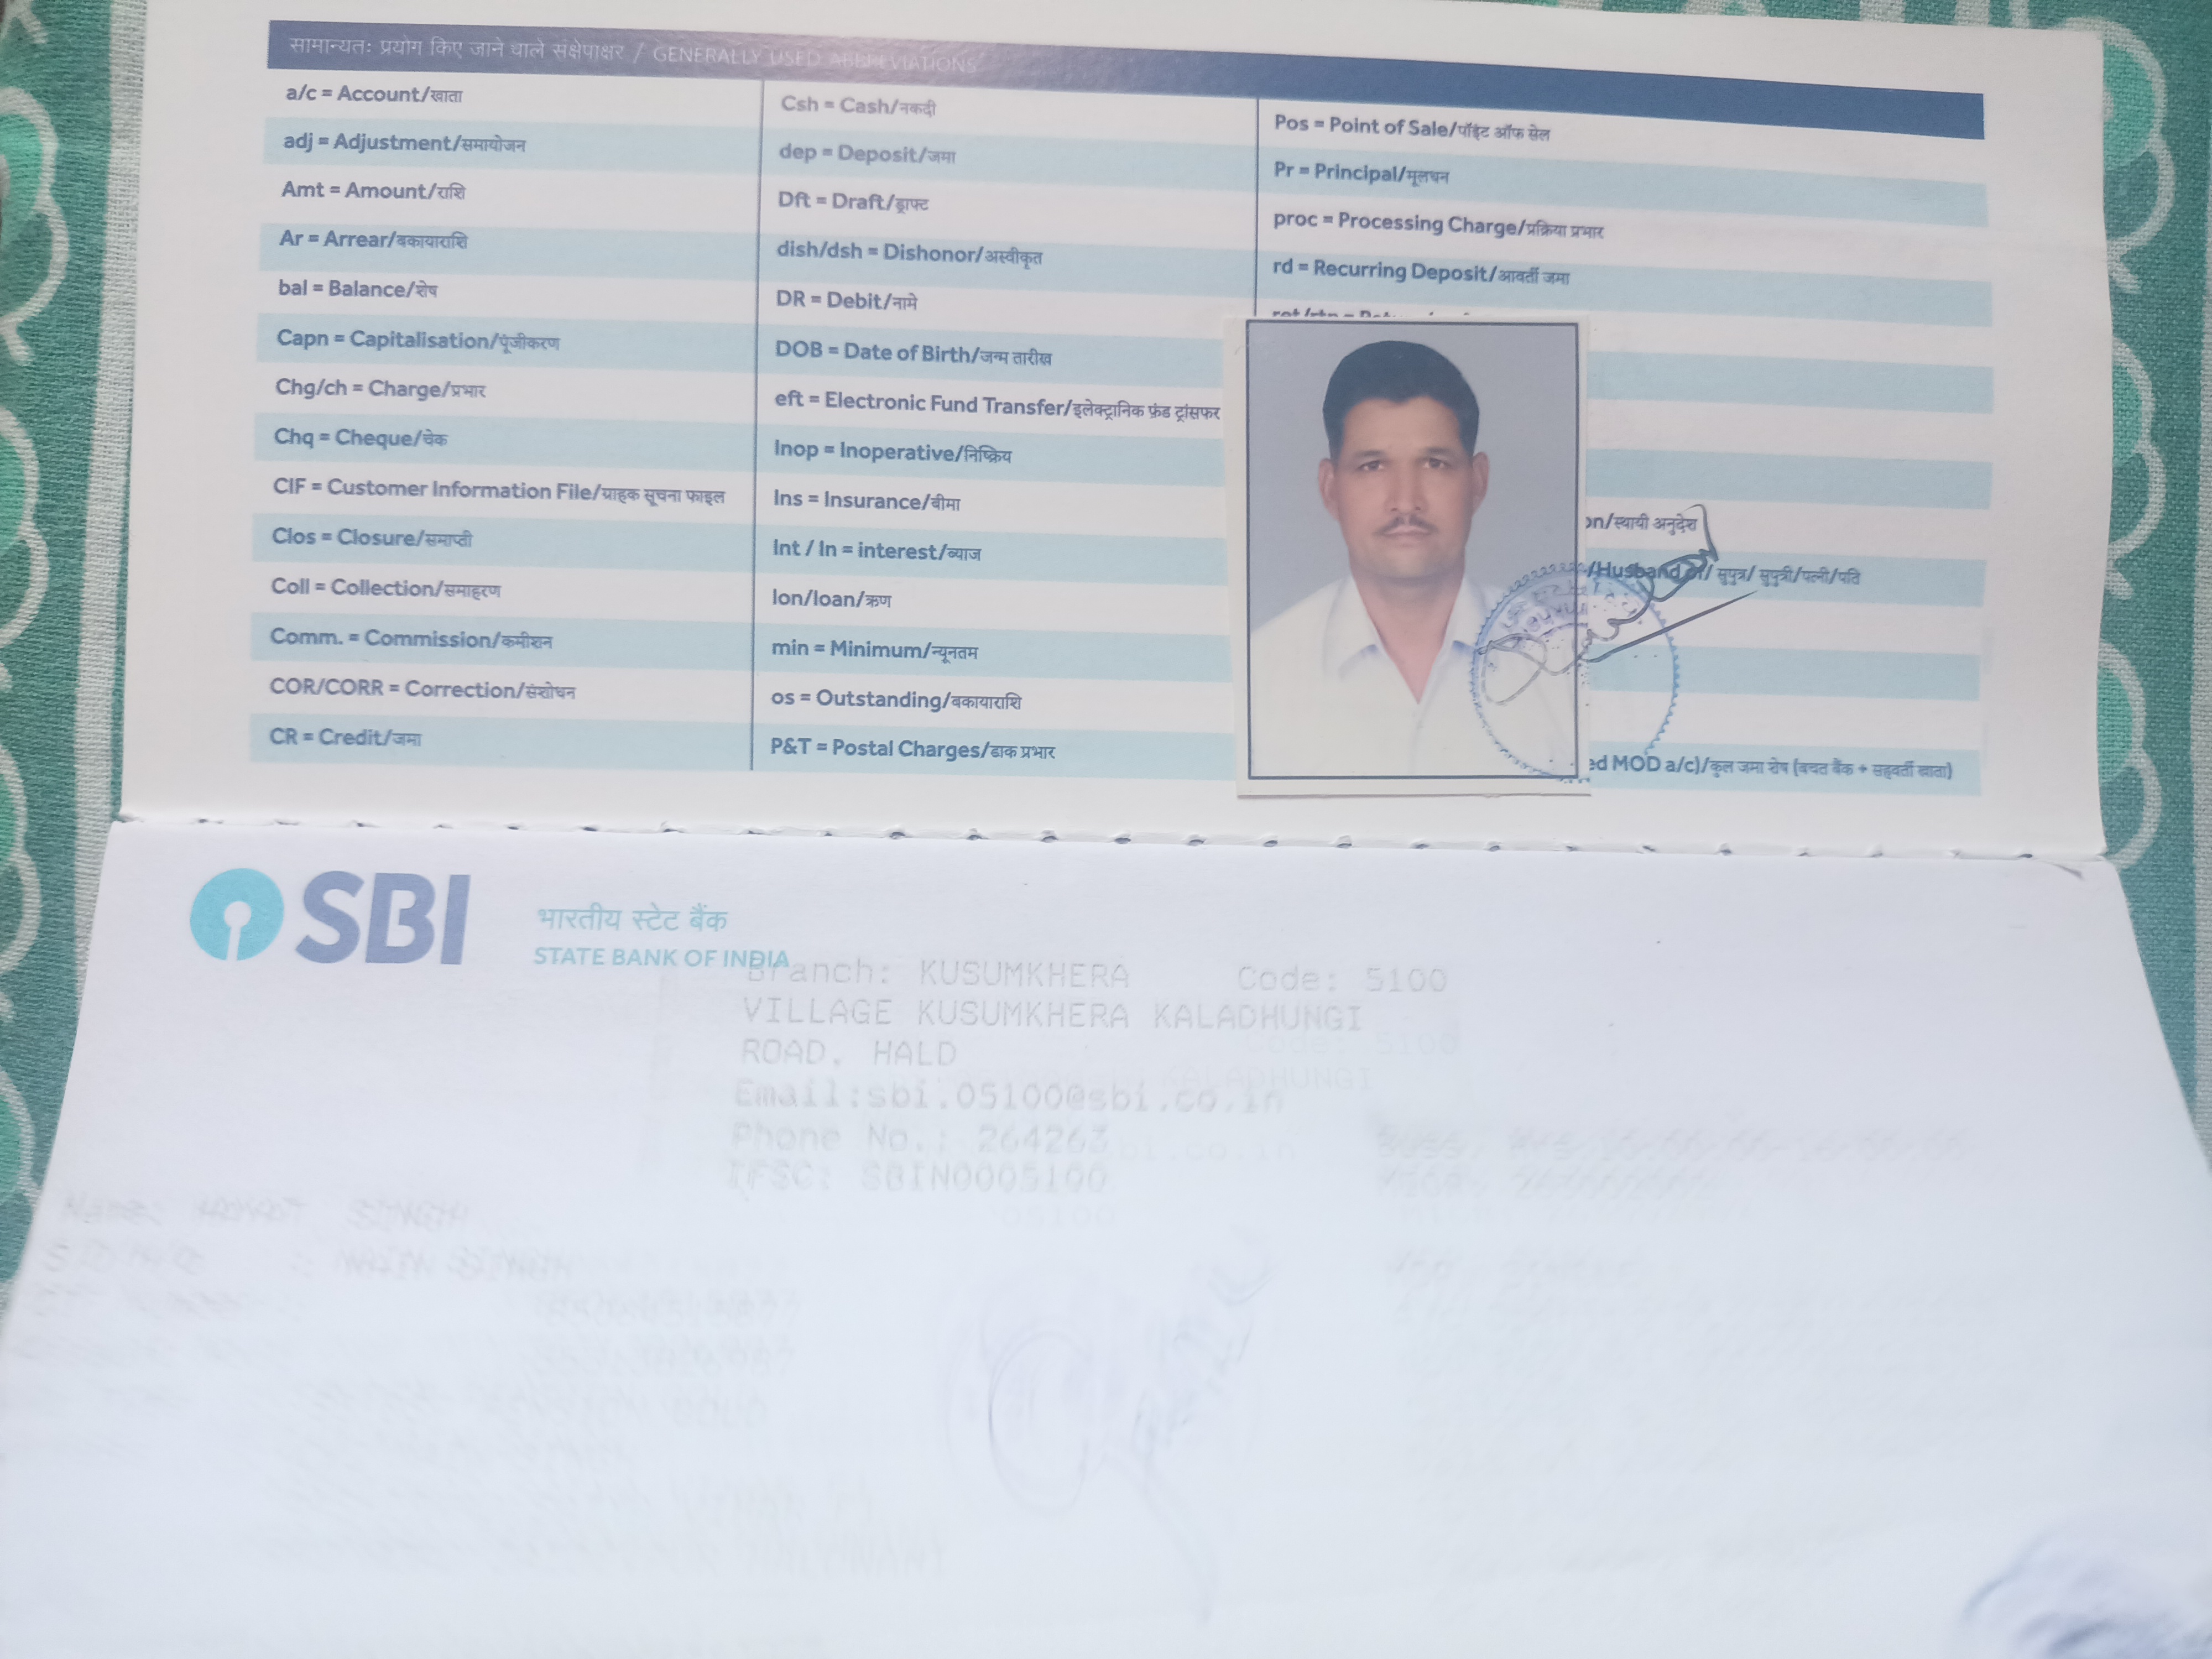 सामान्यतः प्रयोग किए जाने वाले संक्षेपाक्षर / GENERALLY USED ABBREVIATIONS
a/c = Account/खाता
adj = Adjustment/समायोजन
Amt = Amount/राशि
Ar = Arrear/बकायाराशि
bal = Balance/शेष
Capn = Capitalisation/पूंजीकरण
Chg/ch = Charge/प्रभार
Chq = Cheque/चेक
CIF = Customer Information File/ग्राहक सूचना फाइल
Clos = Closure/समाप्ती
Coll = Collection/समाहरण
Comm. = Commission/कमीशन
COR/CORR = Correction/संशोधन
CR = Credit/जमा
Csh = Cash/नकदी
dep = Deposit/जमा
Dft = Draft/ड्राफ्ट
dish/dsh = Dishonor/अस्वीकृत
DR = Debit/नामे
DOB = Date of Birth/जन्म तारीख
eft = Electronic Fund Transfer/इलेक्ट्रानिक फ़ंड ट्रांसफर
Inop = Inoperative/निष्क्रिय
Ins = Insurance/बीमा
Int / In = interest/ब्याज
lon/loan/ऋण
min = Minimum/न्यूनतम
os = Outstanding/बकायाराशि
P&T = Postal Charges/डाक प्रभार
Pos = Point of Sale/पॉइंट ऑफ सेल
Pr = Principal/मूलधन
proc = Processing Charge/प्रक्रिया प्रभार
rd = Recurring Deposit/आवर्ती जमा
on/स्थायी अनुदेश
/Husband of/ सुपुत्र/ सुपुत्री/पत्नी/पति
ed MOD a/c)/कुल जमा शेष (बचत बैंक + सहवर्ती खाता)
SBI
भारतीय स्टेट बैंक
STATE BANK OF INDIA
Branch: KUSUMKHERA Code: 5100
VILLAGE KUSUMKHERA KALADHUNGI
ROAD, HALD
Email:sbi.05100@sbi.co.in
Phone No.: 264263
IFSC: SBIN0005100